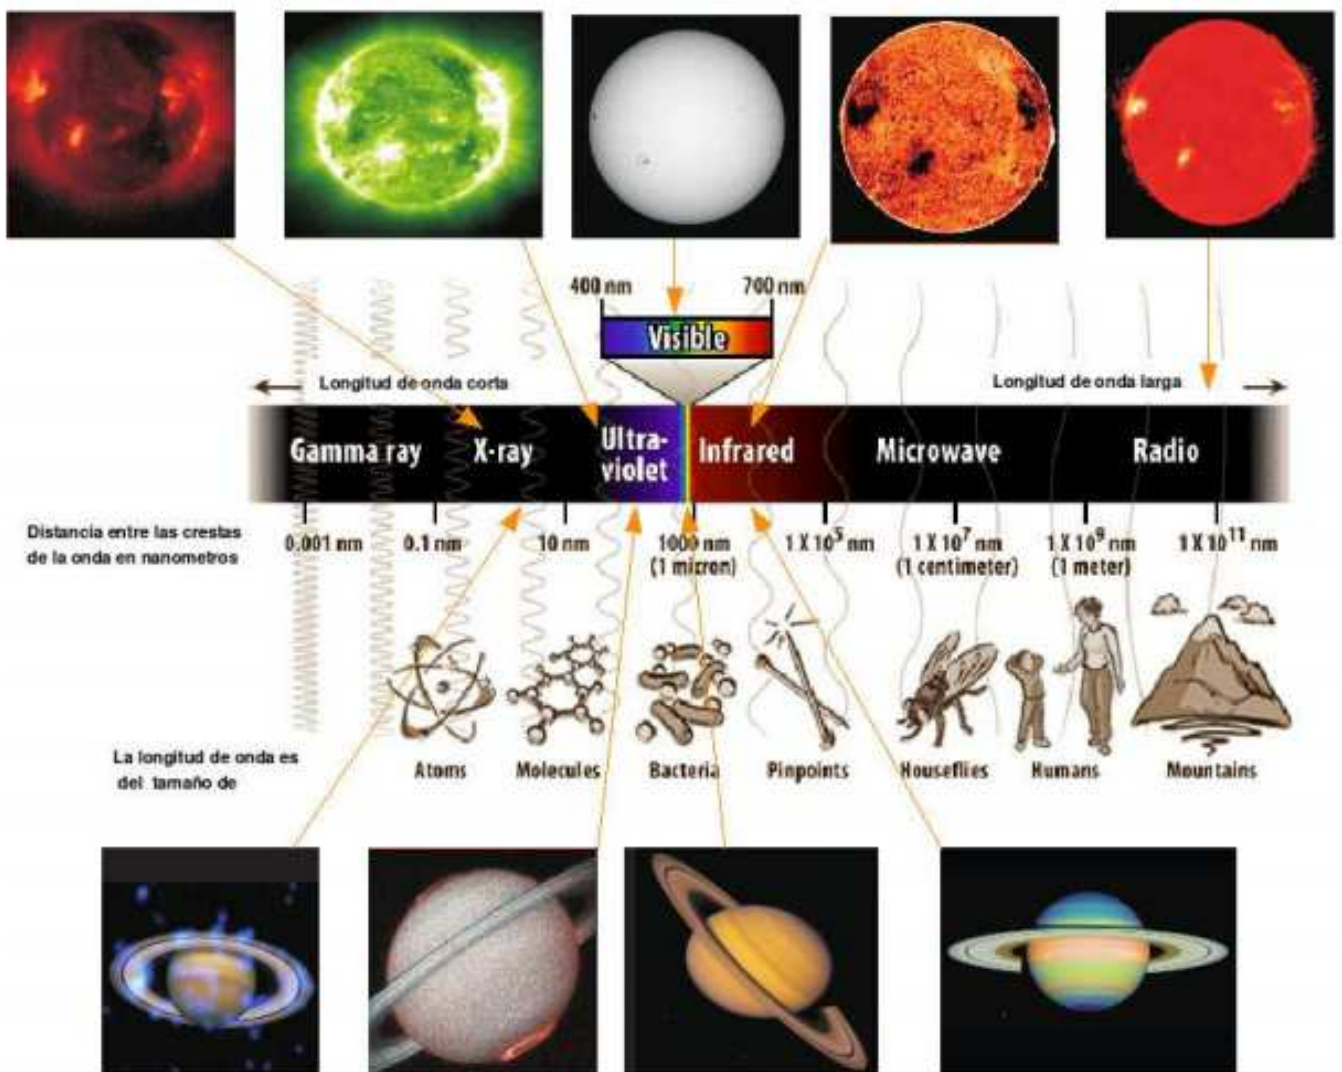 400 nm
700 nm
Visible
Longitud de onda corta
Longitud de onda larga
Gamma ray
X-ray
Ultra-
violet
Infrared
Microwave
Radio
Distancia entre las crestas
de la onda en nanometros
0.001 nm
0.1 nm
10 nm
1000 nm
(1 micron)
1 X 10⁵ nm
1 X 10⁷ nm
(1 centimeter)
1 X 10⁹ nm
(1 meter)
1 X 10¹¹ nm
La longitud de onda es
del tamaño de
Atoms
Molecules
Bacteria
Pinpoints
Houseflies
Humans
Mountains